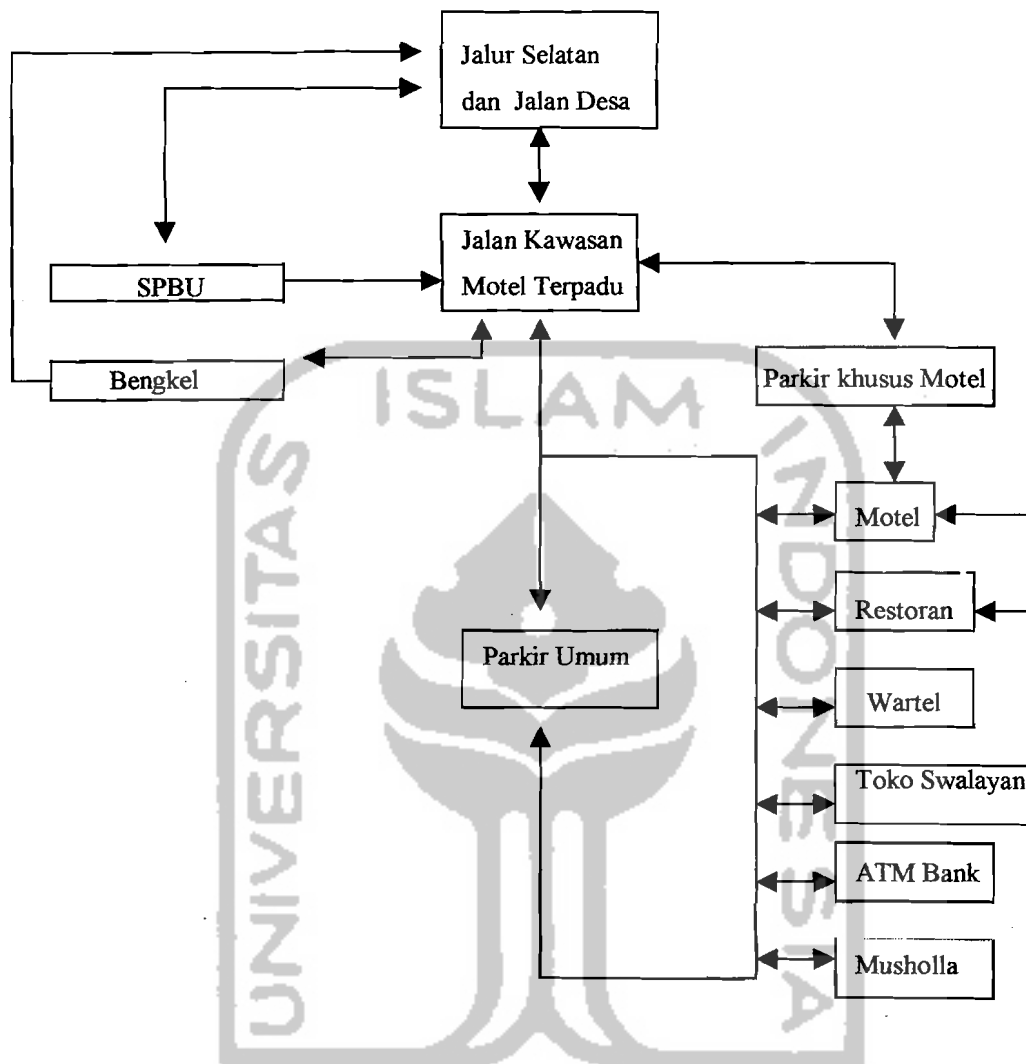 Jalur Selatan
dan Jalan Desa
Jalan Kawasan
Motel Terpadu
SPBU
Bengkel
Parkir khusus Motel
Motel
Restoran
Parkir Umum
Wartel
Toko Swalayan
ATM Bank
Musholla
UNIVERSITAS
ISLAM
INDONESIA